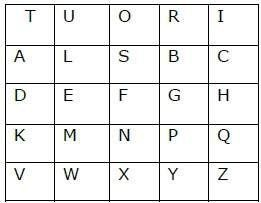 T U O R I
A L S B C
D E F G H
K M N P Q
V W X Y Z